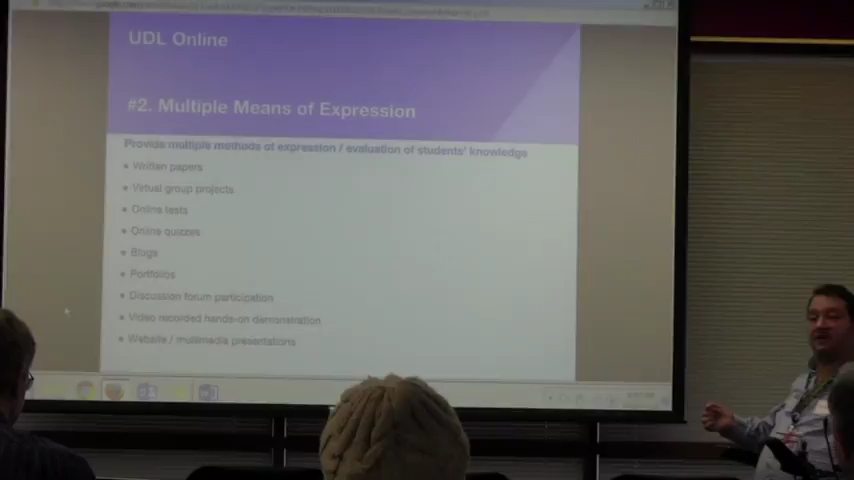 UDL Online
#2. Multiple Means of Expression
Provide multiple methods of expression / evaluation of students' knowledge
• Written papers
• Virtual group projects
• Online tests
• Online quizzes
• Blogs
• Portfolios
• Discussion forum participation
• Video recorded hands-on demonstration
• Website / multimedia presentations